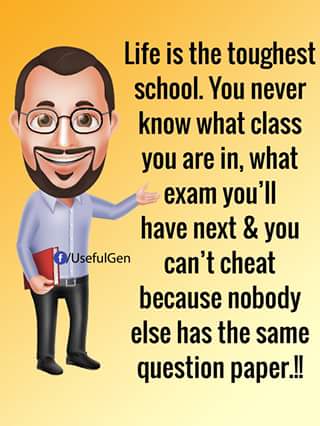 Life is the toughest
school. You never
know what class
you are in, what
exam you'll
have next & you
can't cheat
because nobody
else has the same
question paper.!!
f/UsefulGen